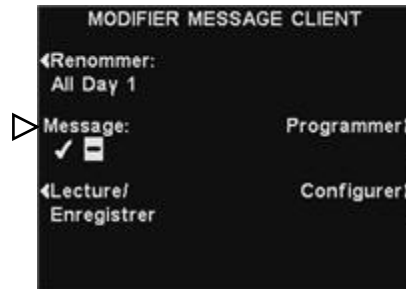 MODIFIER MESSAGE CLIENT
Renommer:
All Day 1
Message: Programmer:
Lecture/ Configurer:
Enregistrer